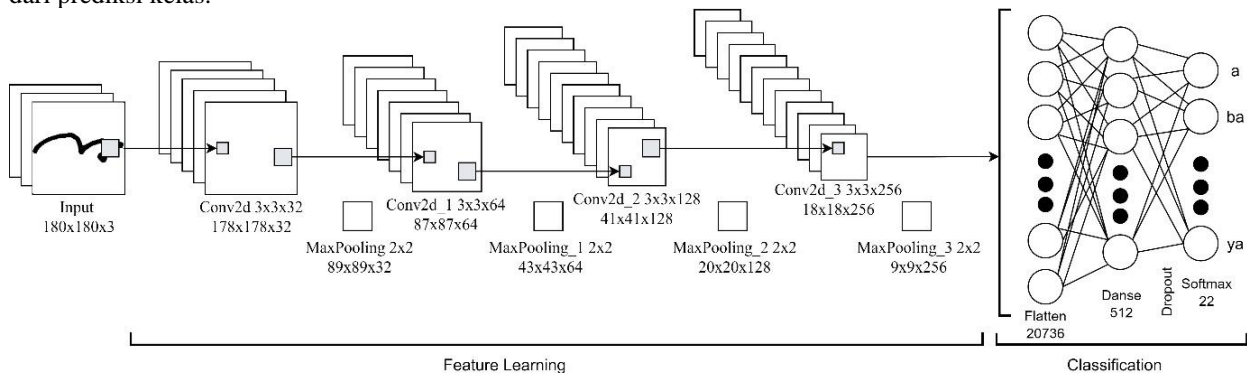 dari prediksi kelas.
Input
180x180x3
Conv2d 3x3x32
178x178x32
MaxPooling 2x2
89x89x32
Conv2d_1 3x3x64
87x87x64
MaxPooling_1 2x2
43x43x64
Conv2d_2 3x3x128
41x41x128
MaxPooling_2 2x2
20x20x128
Conv2d_3 3x3x256
18x18x256
MaxPooling_3 2x2
9x9x256
Flatten
20736
Danse
512
Dropout
Softmax
22
a
ba
ya
Feature Learning
Classification